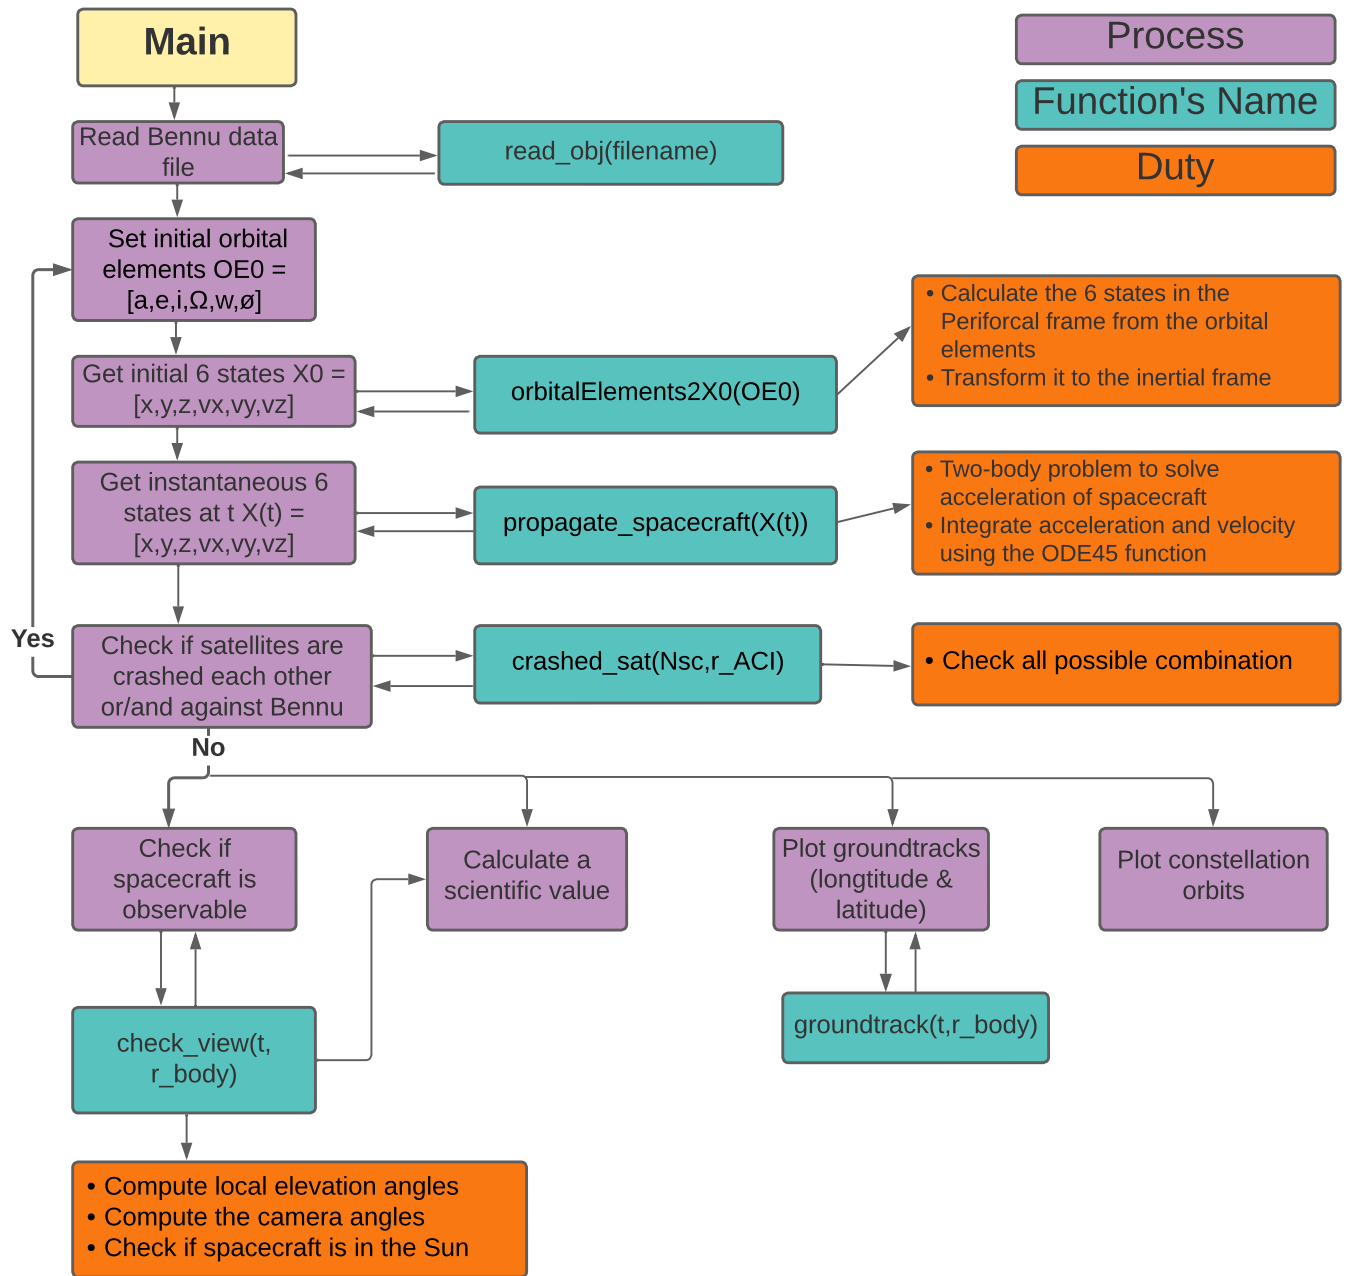 Main
Process
Function's Name
Duty
Read Bennu data
file
read_obj(filename)
Set initial orbital
elements OE0 =
[a,e,i,Ω,w,ø]
• Calculate the 6 states in the
Periforcal frame from the orbital
elements
• Transform it to the inertial frame
Get initial 6 states X0 =
[x,y,z,vx,vy,vz]
orbitalElements2X0(OE0)
Get instantaneous 6
states at t X(t) =
[x,y,z,vx,vy,vz]
propagate_spacecraft(X(t))
• Two-body problem to solve
acceleration of spacecraft
• Integrate acceleration and velocity
using the ODE45 function
Yes
Check if satellites are
crashed each other
or/and against Bennu
crashed_sat(Nsc,r_ACI)
• Check all possible combination
No
Check if
spacecraft is
observable
Calculate a
scientific value
Plot groundtracks
(longtitude &
latitude)
Plot constellation
orbits
check_view(t,
r_body)
groundtrack(t,r_body)
• Compute local elevation angles
• Compute the camera angles
• Check if spacecraft is in the Sun